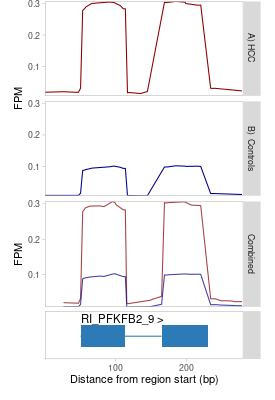 0.3
0.2
0.1
A) HCC
FPM
0.3
0.2
0.1
B) Controls
0.3
0.2
0.1
Combined
FPM
RI_PFKFB2_9 >
100
200
Distance from region start (bp)